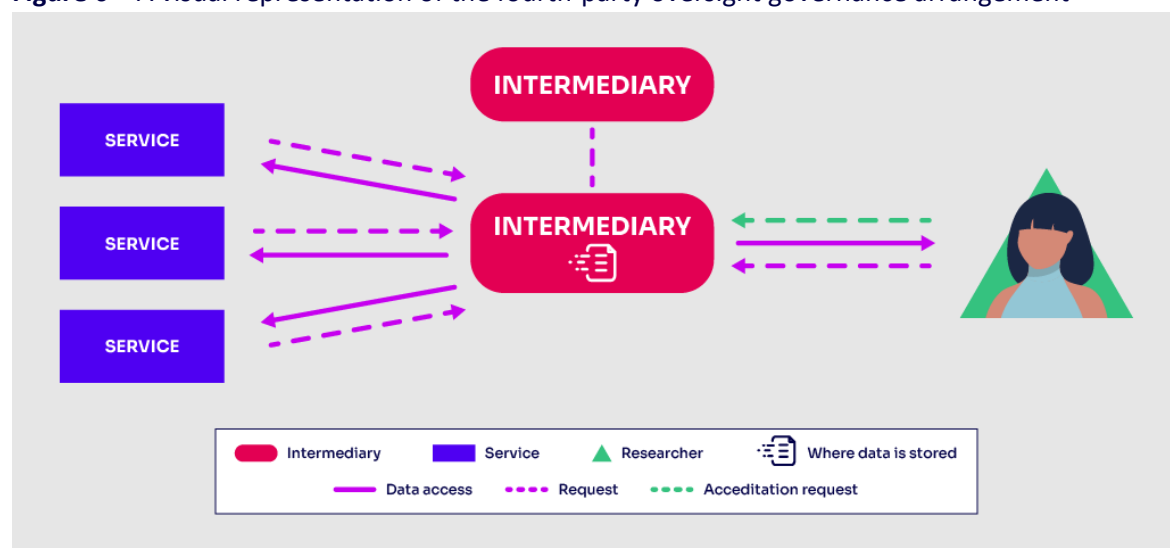 INTERMEDIARY
SERVICE
SERVICE
INTERMEDIARY
SERVICE
Intermediary
Service
Researcher
Where data is stored
Data access
Request
Acceditation request